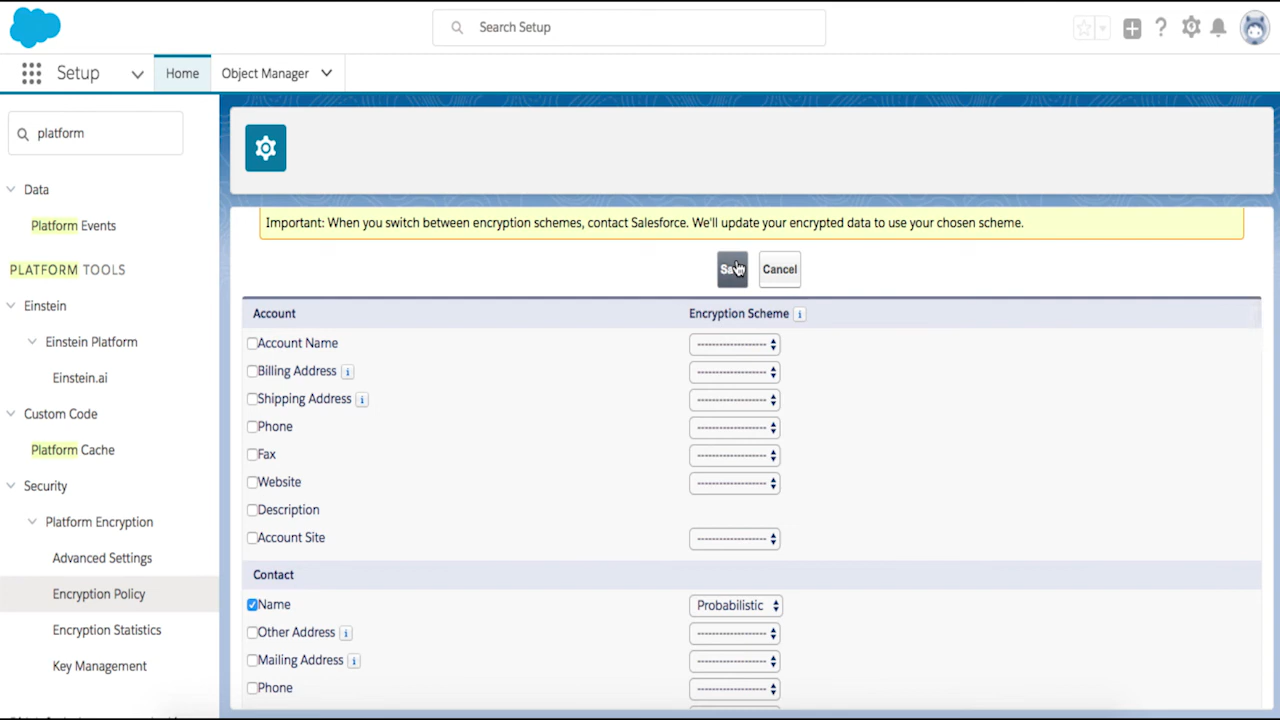 Search Setup
Setup
Home
Object Manager
platform
Data
Platform Events
PLATFORM TOOLS
Einstein
Einstein Platform
Einstein.ai
Custom Code
Platform Cache
Security
Platform Encryption
Advanced Settings
Encryption Policy
Encryption Statistics
Key Management
Important: When you switch between encryption schemes, contact Salesforce. We'll update your encrypted data to use your chosen scheme.
Save Cancel
Account Encryption Scheme
Account Name
Billing Address
Shipping Address
Phone
Fax
Website
Description
Account Site
Contact
Name Probabilistic
Other Address
Mailing Address
Phone